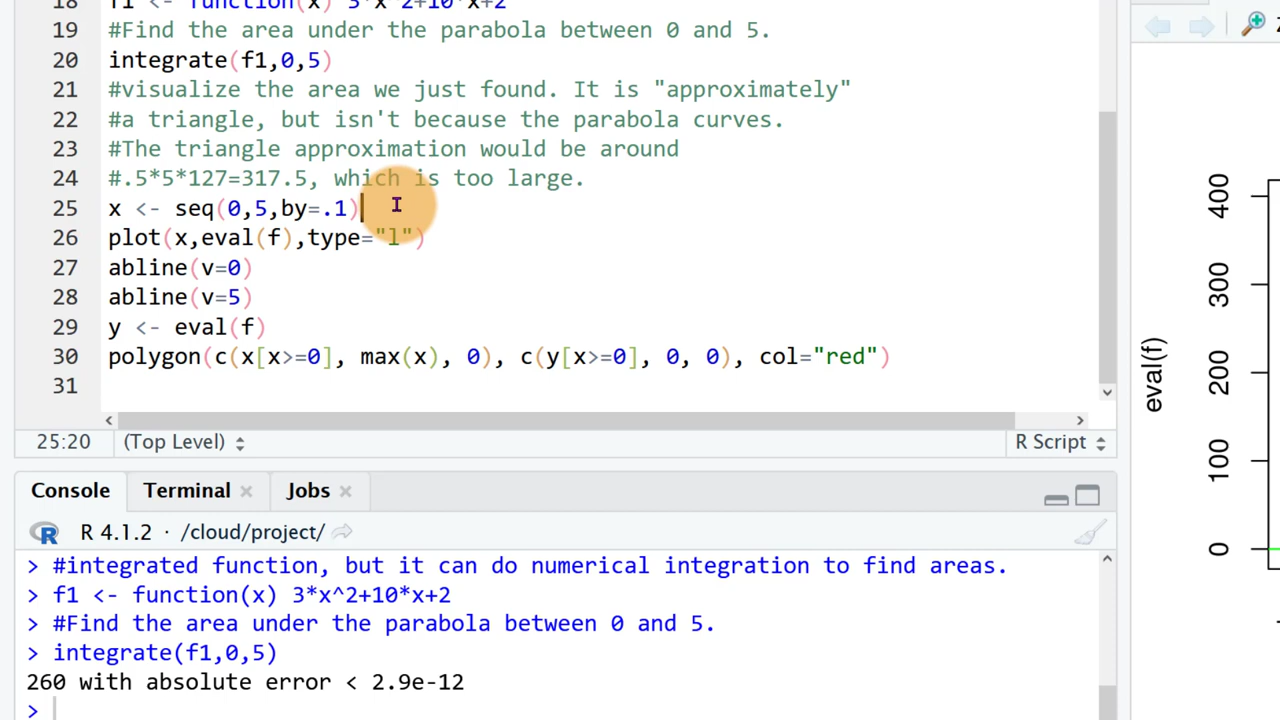 18 f1 <- function(x) 3*x^2+10*x+2
19 #Find the area under the parabola between 0 and 5.
20 integrate(f1,0,5)
21 #visualize the area we just found. It is "approximately"
22 #a triangle, but isn't because the parabola curves.
23 #The triangle approximation would be around
24 #.5*5*127=317.5, which is too large.
25 x <- seq(0,5,by=.1)
26 plot(x,eval(f),type="l")
27 abline(v=0)
28 abline(v=5)
29 y <- eval(f)
30 polygon(c(x[x>=0], max(x), 0), c(y[x>=0], 0, 0), col="red")
31
25:20 (Top Level) R Script
Console Terminal Jobs
R 4.1.2 · /cloud/project/
> #integrated function, but it can do numerical integration to find areas.
> f1 <- function(x) 3*x^2+10*x+2
> #Find the area under the parabola between 0 and 5.
> integrate(f1,0,5)
260 with absolute error < 2.9e-12
>
eval(f)
400
300
200
100
0